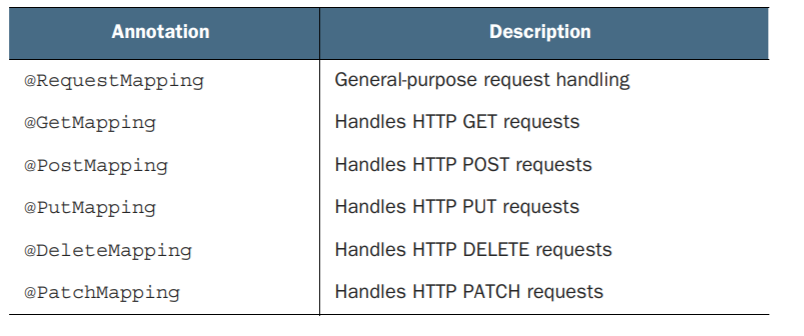 Annotation Description
@RequestMapping General-purpose request handling
@GetMapping Handles HTTP GET requests
@PostMapping Handles HTTP POST requests
@PutMapping Handles HTTP PUT requests
@DeleteMapping Handles HTTP DELETE requests
@PatchMapping Handles HTTP PATCH requests